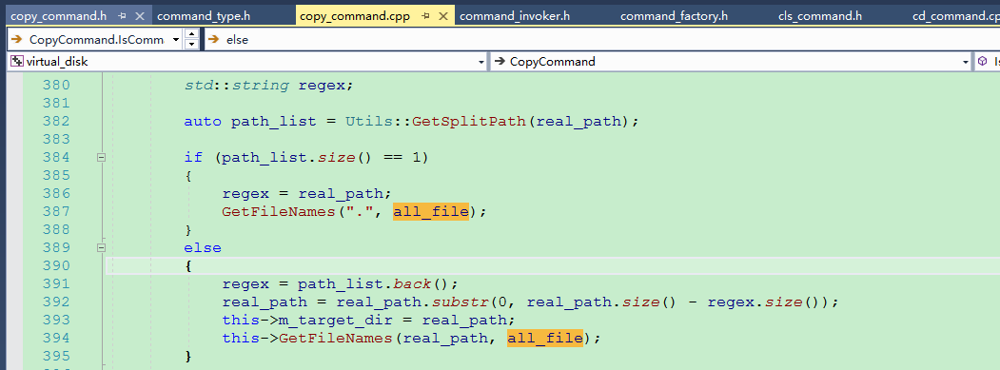 copy_command.h command_type.h copy_command.cpp command_invoker.h command_factory.h cls_command.h cd_command.cp
CopyCommand.IsComm else
virtual_disk CopyCommand
380 std::string regex;
381
382 auto path_list = Utils::GetSplitPath(real_path);
383
384 if (path_list.size() == 1)
385 {
386 regex = real_path;
387 GetFileNames(".", all_file);
388 }
389 else
390 {
391 regex = path_list.back();
392 real_path = real_path.substr(0, real_path.size() - regex.size());
393 this->m_target_dir = real_path;
394 this->GetFileNames(real_path, all_file);
395 }